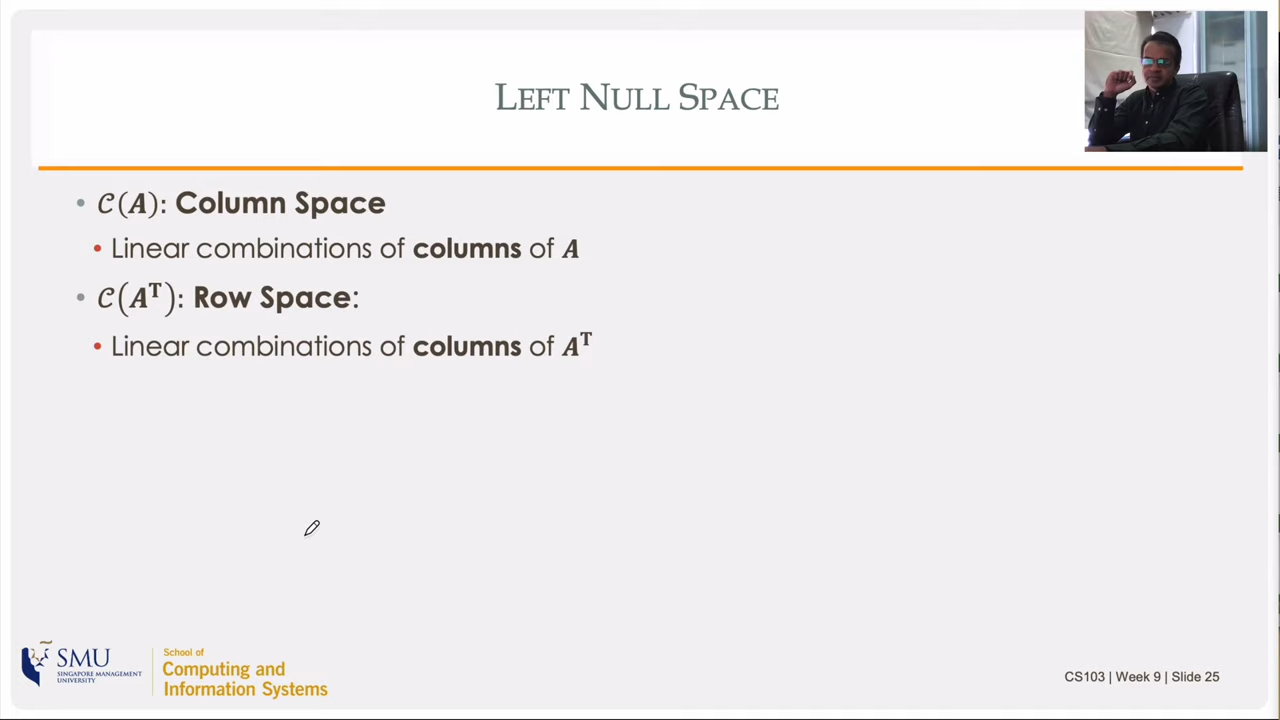 LEFT NULL SPACE
• 𝒞(A): Column Space
• Linear combinations of columns of A
• 𝒞(Aᵀ): Row Space:
• Linear combinations of columns of Aᵀ
SMU
SINGAPORE MANAGEMENT
UNIVERSITY
School of
Computing and
Information Systems
CS103 | Week 9 | Slide 25